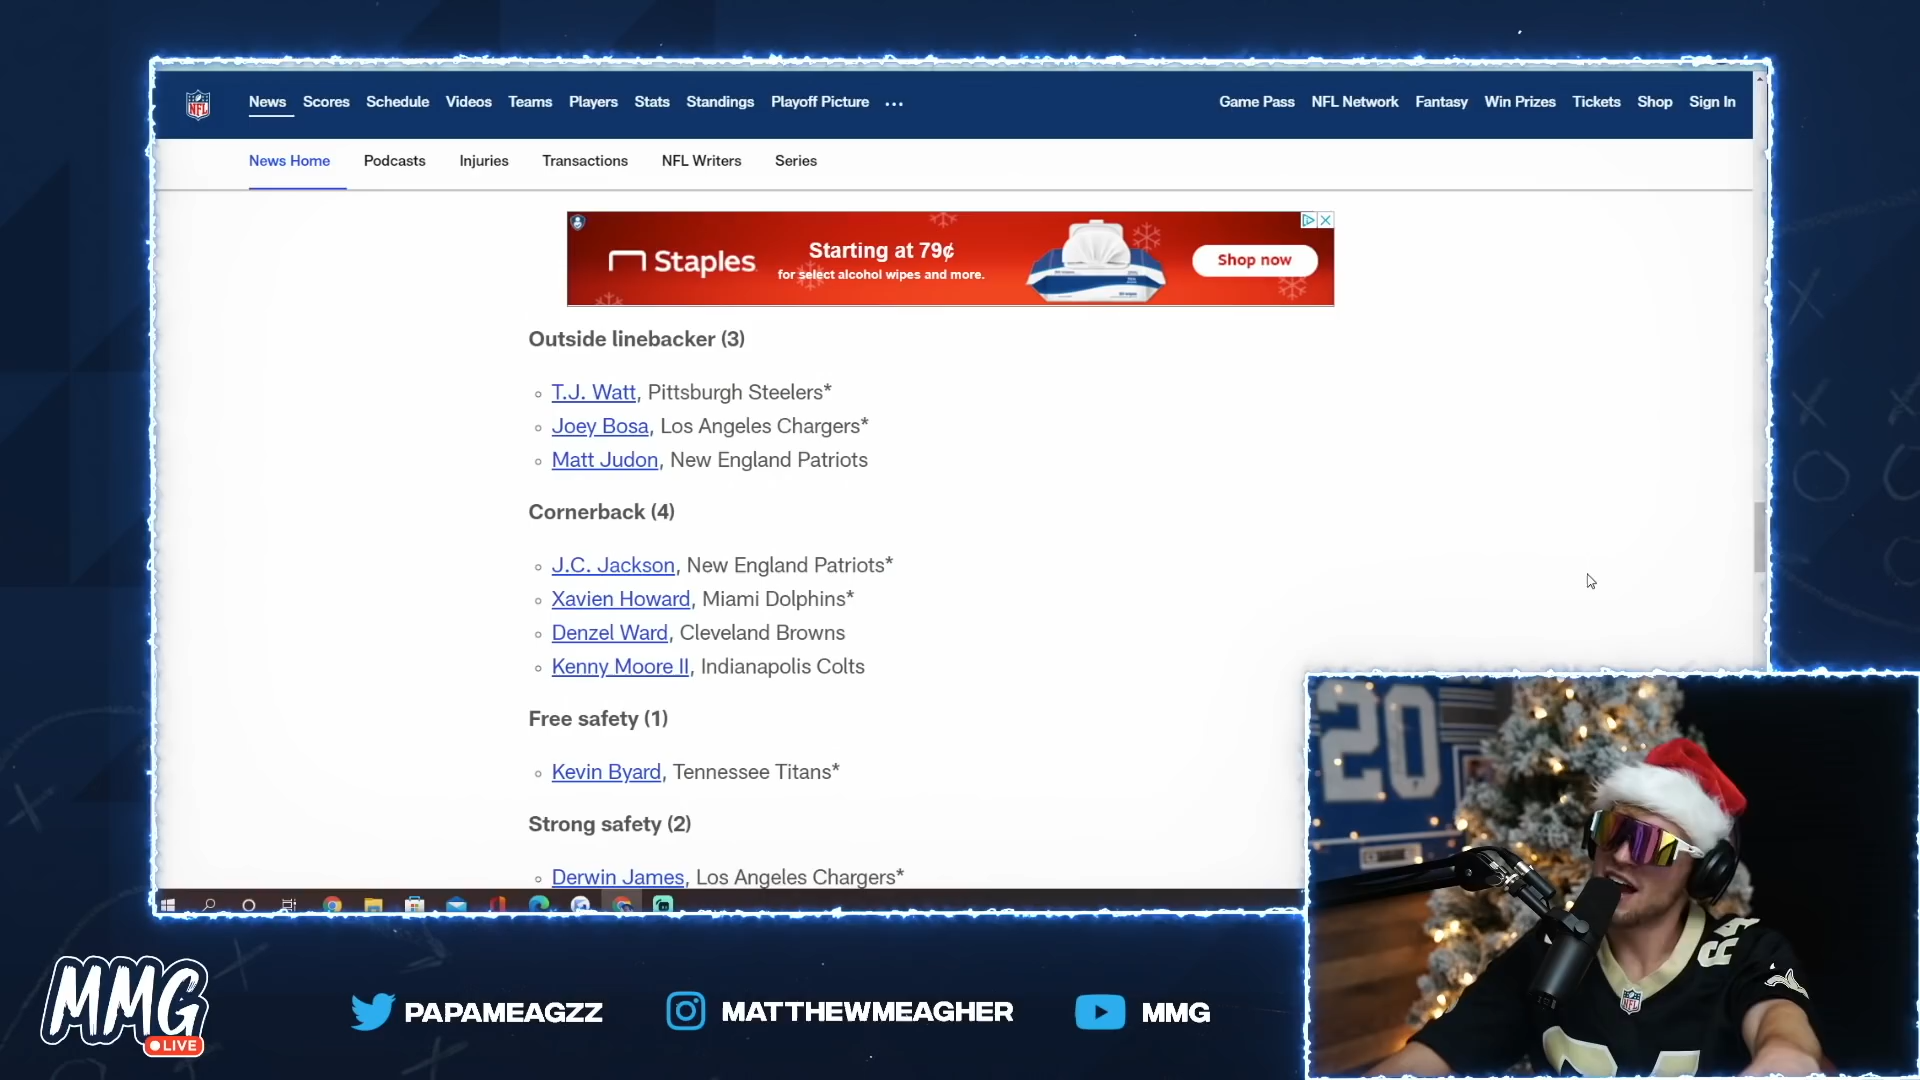 NFL
News Scores Schedule Videos Teams Players Stats Standings Playoff Picture ... Game Pass NFL Network Fantasy Win Prizes Tickets Shop Sign In
News Home Podcasts Injuries Transactions NFL Writers Series
Staples Starting at 79¢
for select alcohol wipes and more.
Shop now
Outside linebacker (3)
T.J. Watt, Pittsburgh Steelers*
Joey Bosa, Los Angeles Chargers*
Matt Judon, New England Patriots
Cornerback (4)
J.C. Jackson, New England Patriots*
Xavien Howard, Miami Dolphins*
Denzel Ward, Cleveland Browns
Kenny Moore II, Indianapolis Colts
Free safety (1)
Kevin Byard, Tennessee Titans*
Strong safety (2)
Derwin James, Los Angeles Chargers*
20
NFL
MMG
LIVE
PAPAMEAGZZ MATTHEWMEAGHER MMG